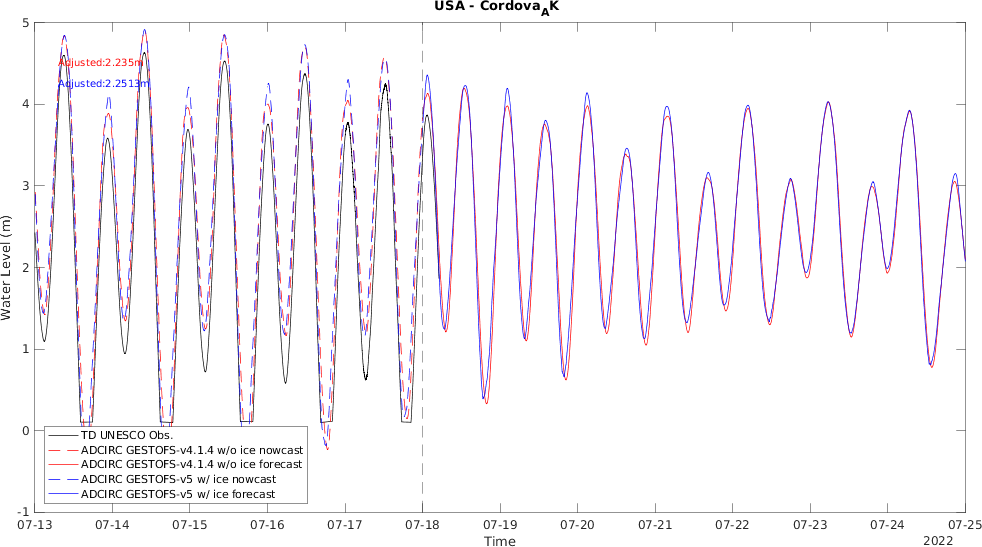 USA - Cordova_AK
5
4
3
2
1
0
-1
Water Level (m)
Adjusted:2.235m
Adjusted:2.2513m
TD UNESCO Obs.
ADCIRC GESTOFS-v4.1.4 w/o ice nowcast
ADCIRC GESTOFS-v4.1.4 w/o ice forecast
ADCIRC GESTOFS-v5 w/ ice nowcast
ADCIRC GESTOFS-v5 w/ ice forecast
07-13 07-14 07-15 07-16 07-17 07-18 07-19 07-20 07-21 07-22 07-23 07-24 07-25
Time
2022